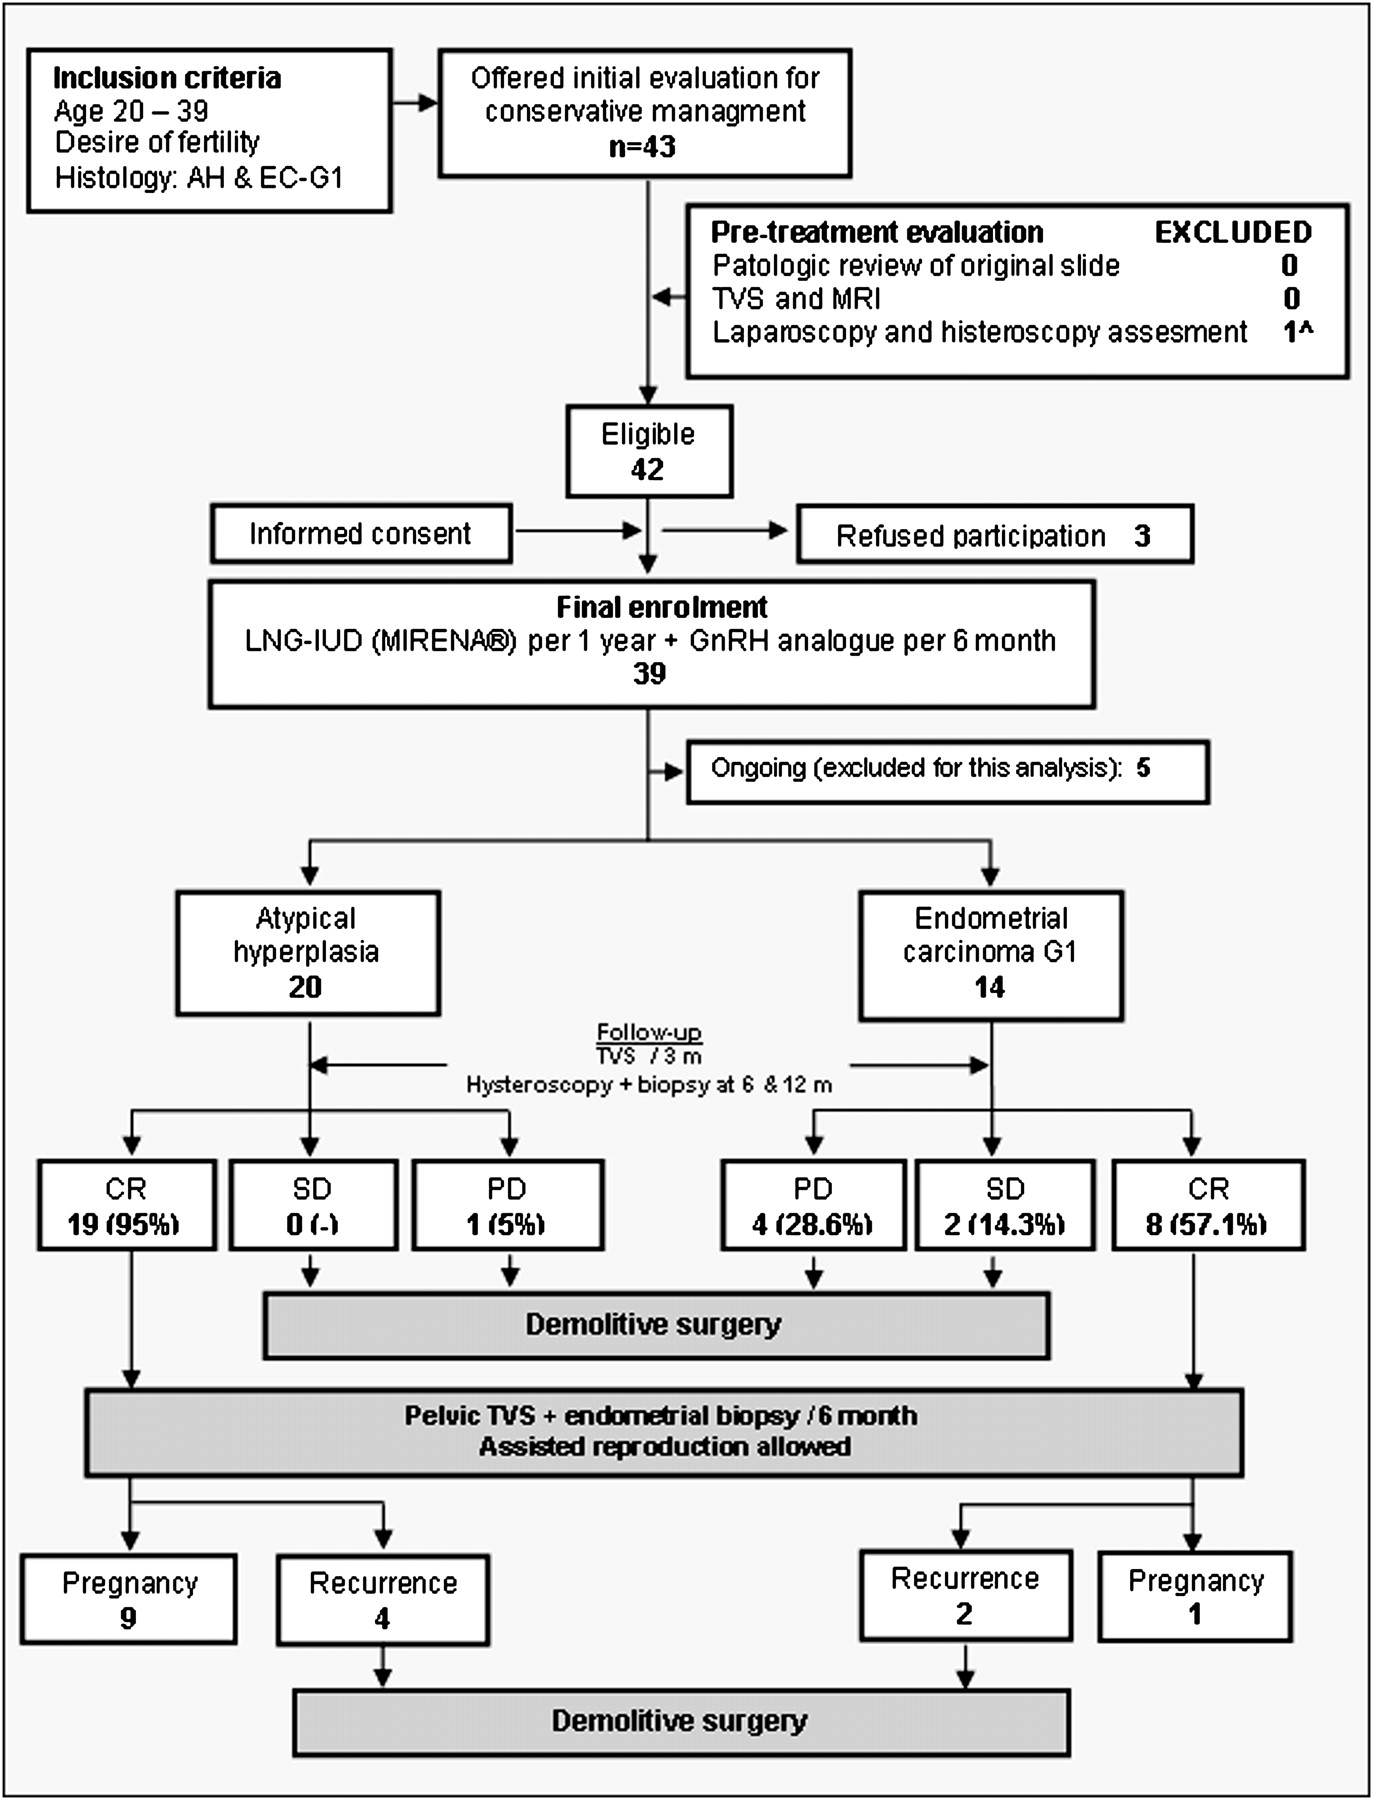 Inclusion criteria
Age 20 – 39
Desire of fertility
Histology: AH & EC-G1
Offered initial evaluation for
conservative managment
n=43
Pre-treatment evaluation EXCLUDED
Patologic review of original slide 0
TVS and MRI 0
Laparoscopy and histeroscopy assesment 1^
Eligible
42
Informed consent
Refused participation 3
Final enrolment
LNG-IUD (MIRENA®) per 1 year + GnRH analogue per 6 month
39
Ongoing (excluded for this analysis): 5
Atypical
hyperplasia
20
Endometrial
carcinoma G1
14
Follow-up
TVS / 3 m
Hysteroscopy + biopsy at 6 & 12 m
CR
19 (95%)
SD
0 (-)
PD
1 (5%)
PD
4 (28.6%)
SD
2 (14.3%)
CR
8 (57.1%)
Demolitive surgery
Pelvic TVS + endometrial biopsy / 6 month
Assisted reproduction allowed
Pregnancy
9
Recurrence
4
Recurrence
2
Pregnancy
1
Demolitive surgery